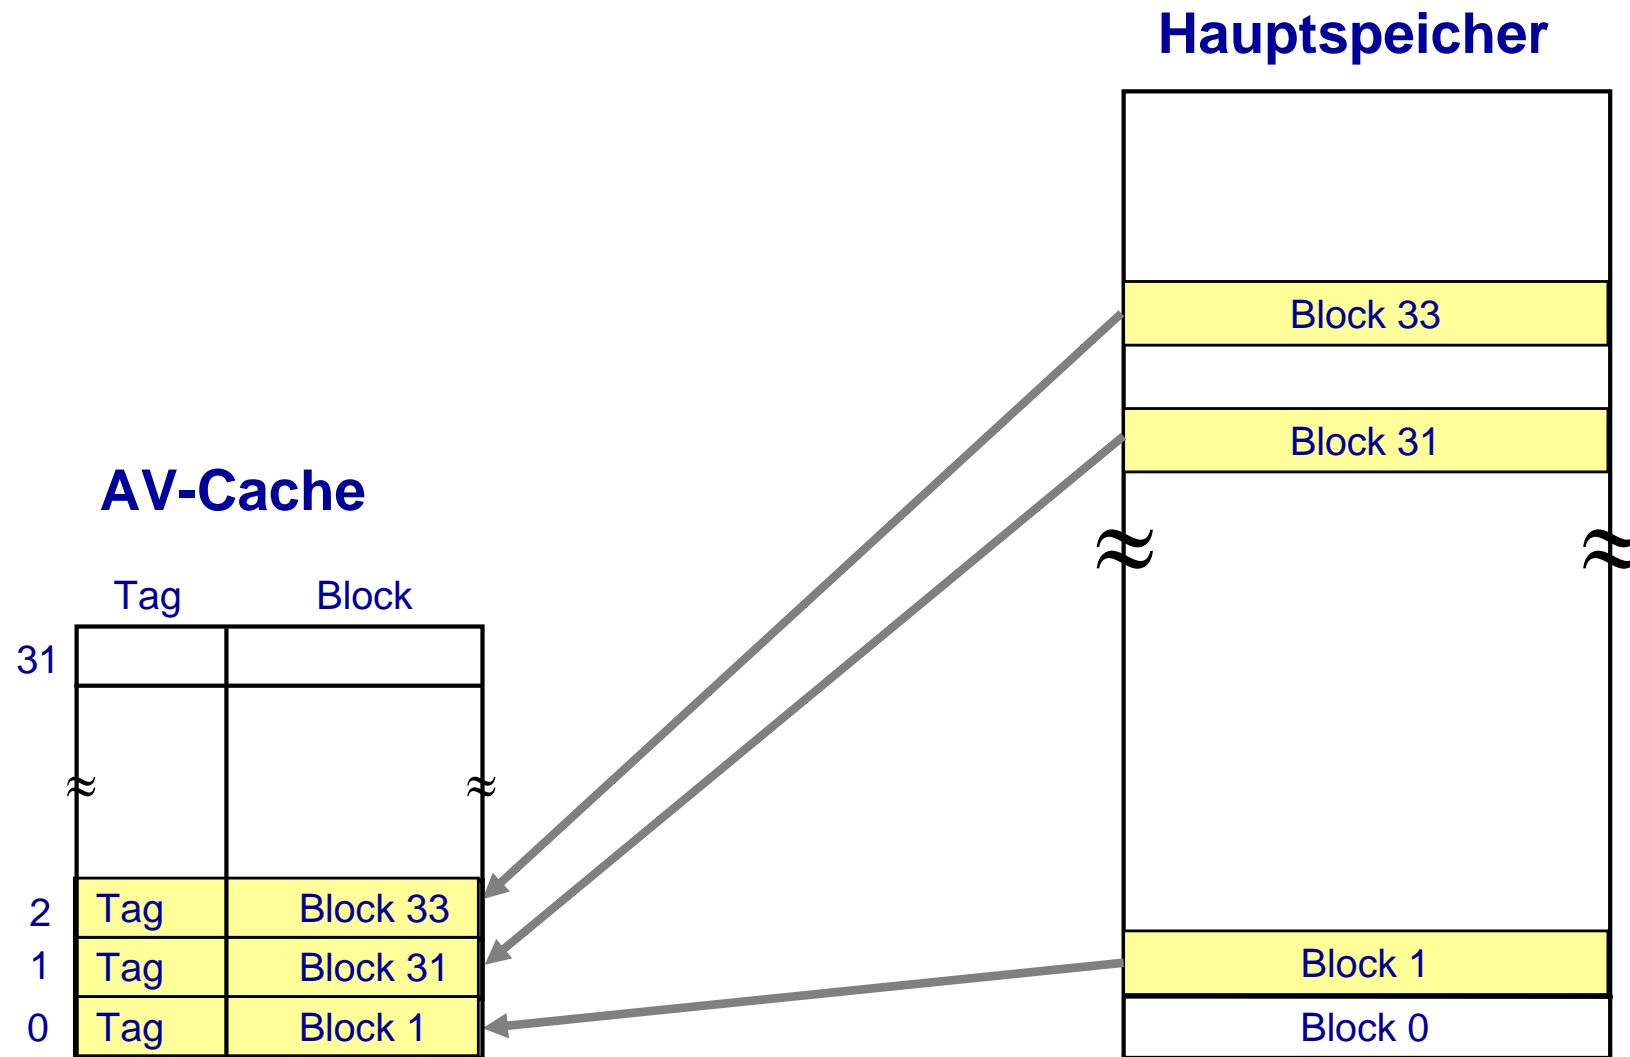 Hauptspeicher
Block 33
Block 31
AV-Cache
Tag Block
31
2 Tag Block 33
1 Tag Block 31
0 Tag Block 1
Block 1
Block 0